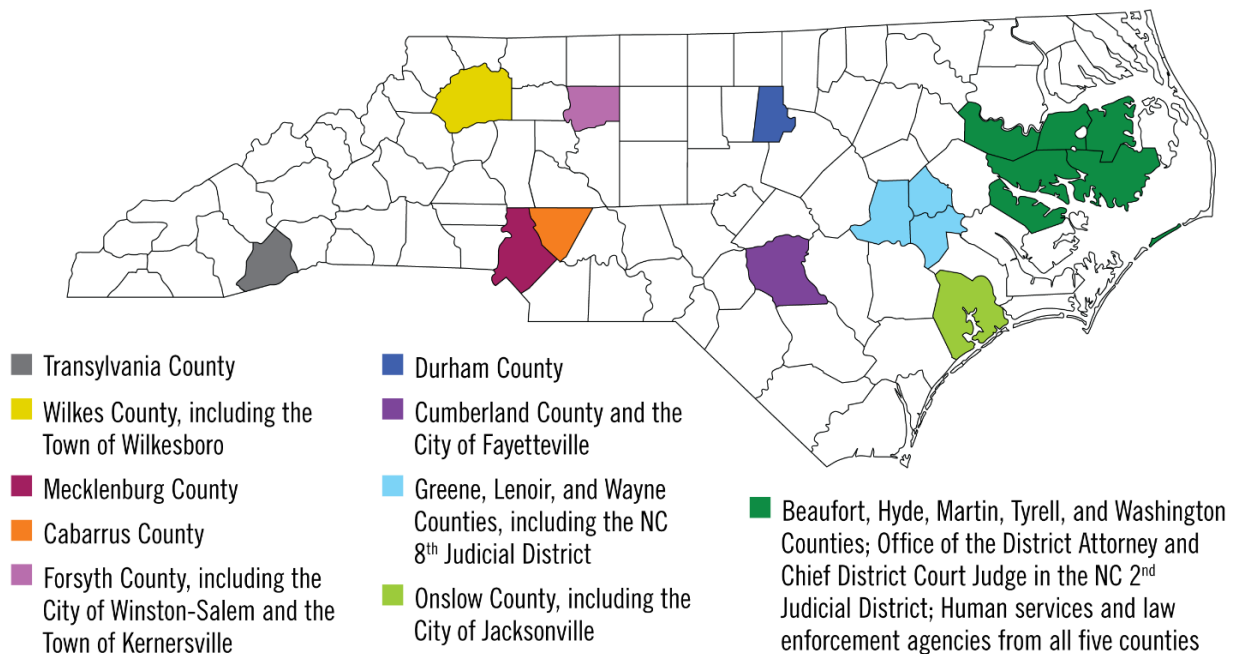 Transylvania County
Wilkes County, including the
Town of Wilkesboro
Mecklenburg County
Cabarrus County
Forsyth County, including the
City of Winston-Salem and the
Town of Kernersville
Durham County
Cumberland County and the
City of Fayetteville
Greene, Lenoir, and Wayne
Counties, including the NC
8th Judicial District
Onslow County, including the
City of Jacksonville
Beaufort, Hyde, Martin, Tyrell, and Washington
Counties; Office of the District Attorney and
Chief District Court Judge in the NC 2nd
Judicial District; Human services and law
enforcement agencies from all five counties